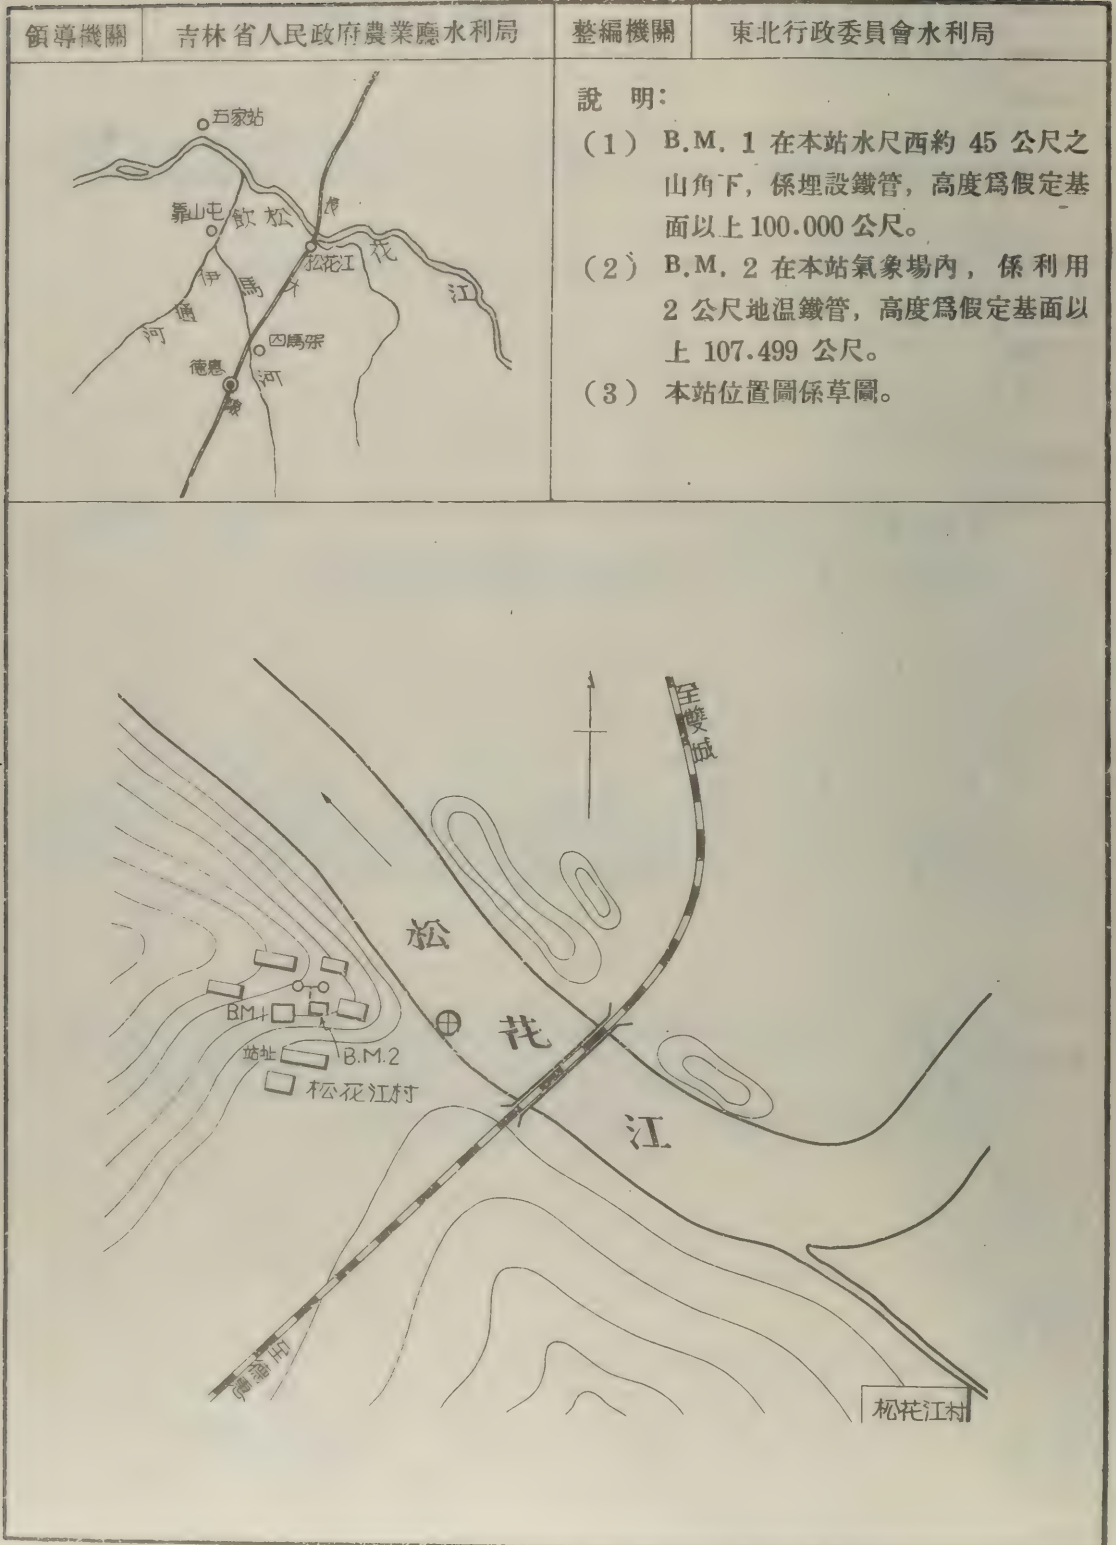 領導機關
吉林省人民政府農業廳水利局
整編機關
東北行政委員會水利局
五家站
靠山屯
飲馬河
松花江
松花江
伊通河
四馬架
德惠
說 明:
(1) B.M. 1 在本站水尺西約 45 公尺之
山角下, 係埋設鐵管, 高度爲假定基
面以上 100.000 公尺。
(2) B.M. 2 在本站氣象場內, 係利用
2 公尺地温鐵管, 高度爲假定基面以
上 107.499 公尺。
(3) 本站位置圖係草圖。
至雙城
松花江
B.M.1
站址
B.M.2
松花江村
至德惠
松花江村